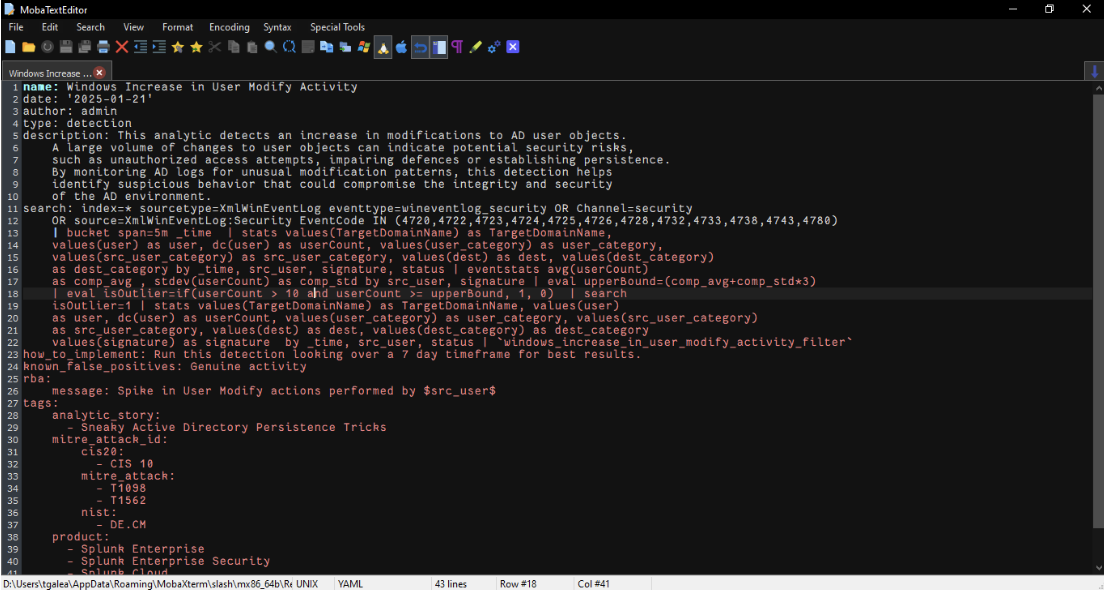 MobaTextEditor
File Edit Search View Format Encoding Syntax Special Tools
Windows Increase ...
1 name: Windows Increase in User Modify Activity
2 date: '2025-01-21'
3 author: admin
4 type: detection
5 description: This analytic detects an increase in modifications to AD user objects.
6 A large volume of changes to user objects can indicate potential security risks,
7 such as unauthorized access attempts, impairing defences or establishing persistence.
8 By monitoring AD logs for unusual modification patterns, this detection helps
9 identify suspicious behavior that could compromise the integrity and security
10 of the AD environment.
11 search: index=* sourcetype=XmlWinEventLog eventtype=wineventlog_security OR Channel=security
12 OR source=XmlWinEventLog:Security EventCode IN (4720,4722,4723,4724,4725,4726,4728,4732,4733,4738,4743,4780)
13 | bucket span=5m _time | stats values(TargetDomainName) as TargetDomainName,
14 values(user) as user, dc(user) as userCount, values(user_category) as user_category,
15 values(src_user_category) as src_user_category, values(dest) as dest, values(dest_category)
16 as dest_category by _time, src_user, signature, status | eventstats avg(userCount)
17 as comp_avg , stdev(userCount) as comp_std by src_user, signature | eval upperBound=(comp_avg+comp_std*3)
18 | eval isOutlier=if(userCount > 10 and userCount >= upperBound, 1, 0) | search
19 isOutlier=1 | stats values(TargetDomainName) as TargetDomainName, values(user)
20 as user, dc(user) as userCount, values(user_category) as user_category, values(src_user_category)
21 as src_user_category, values(dest) as dest, values(dest_category) as dest_category
22 values(signature) as signature by _time, src_user, status | `windows_increase_in_user_modify_activity_filter`
23 how_to_implement: Run this detection looking over a 7 day timeframe for best results.
24 known_false_positives: Genuine activity
25 rba:
26 message: Spike in User Modify actions performed by $src_user$
27 tags:
28 analytic_story:
29 - Sneaky Active Directory Persistence Tricks
30 mitre_attack_id:
31 cis20:
32 - CIS 10
33 mitre_attack:
34 - T1098
35 - T1562
36 nist:
37 - DE.CM
38 product:
39 - Splunk Enterprise
40 - Splunk Enterprise Security
41 - Splunk Cloud
D:\Users\tgalea\AppData\Roaming\MobaXterm\slash\mx86_64b\Re UNIX YAML 43 lines Row #18 Col #41